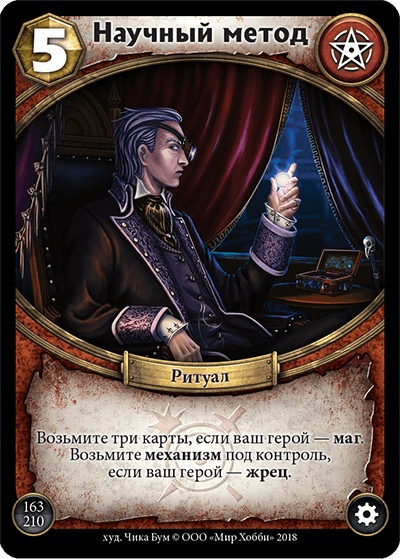 5
Научный метод
Ритуал
Возьмите три карты, если ваш герой — маг.
Возьмите механизм под контроль,
если ваш герой — жрец.
163
210
худ. Чика Бум © ООО «Мир Хобби» 2018